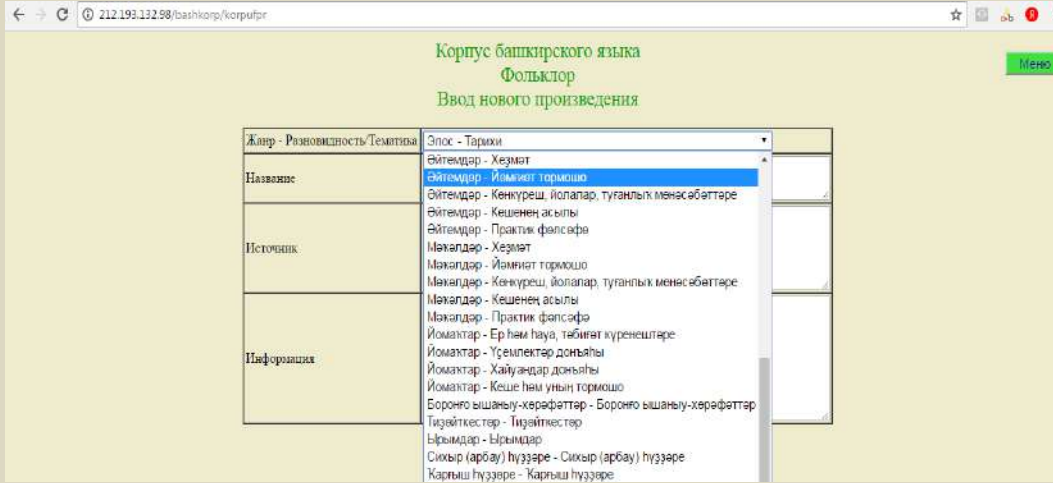 212.193.132.98/bashkorp/korpufpr
Корпус башкирского языка
Фольклор
Ввод нового произведения
Меню
Жанр - Разновидность/Тематика
Эпос - Тарихи
Название
Источник
Информация
Әйтемдәр - Хеҙмәт
Әйтемдәр - Йәмғиәт тормошо
Әйтемдәр - Көнкүреш, йолалар, туғанлыҡ мөнәсәбәттәре
Әйтемдәр - Кешенең асылы
Әйтемдәр - Практик фәлсәфә
Мәҡәлдәр - Хеҙмәт
Мәҡәлдәр - Йәмғиәт тормошо
Мәҡәлдәр - Көнкүреш, йолалар, туғанлыҡ мөнәсәбәттәре
Мәҡәлдәр - Кешенең асылы
Мәҡәлдәр - Практик фәлсәфә
Йомаҡтар - Ер һәм һауа, тәбиғәт күренештәре
Йомаҡтар - Үҫемлектәр донъяһы
Йомаҡтар - Хайуандар донъяһы
Йомаҡтар - Кеше һәм уның тормошо
Боронғо ышаныу-хөрәфәттәр - Боронғо ышаныу-хөрәфәттәр
Тиҙәйткестәр - Тиҙәйткестәр
Ырымдар - Ырымдар
Сихыр (арбау) һүҙҙәре - Сихыр (арбау) һүҙҙәре
Ҡарғыш һүҙҙәре - Ҡарғыш һүҙҙәре